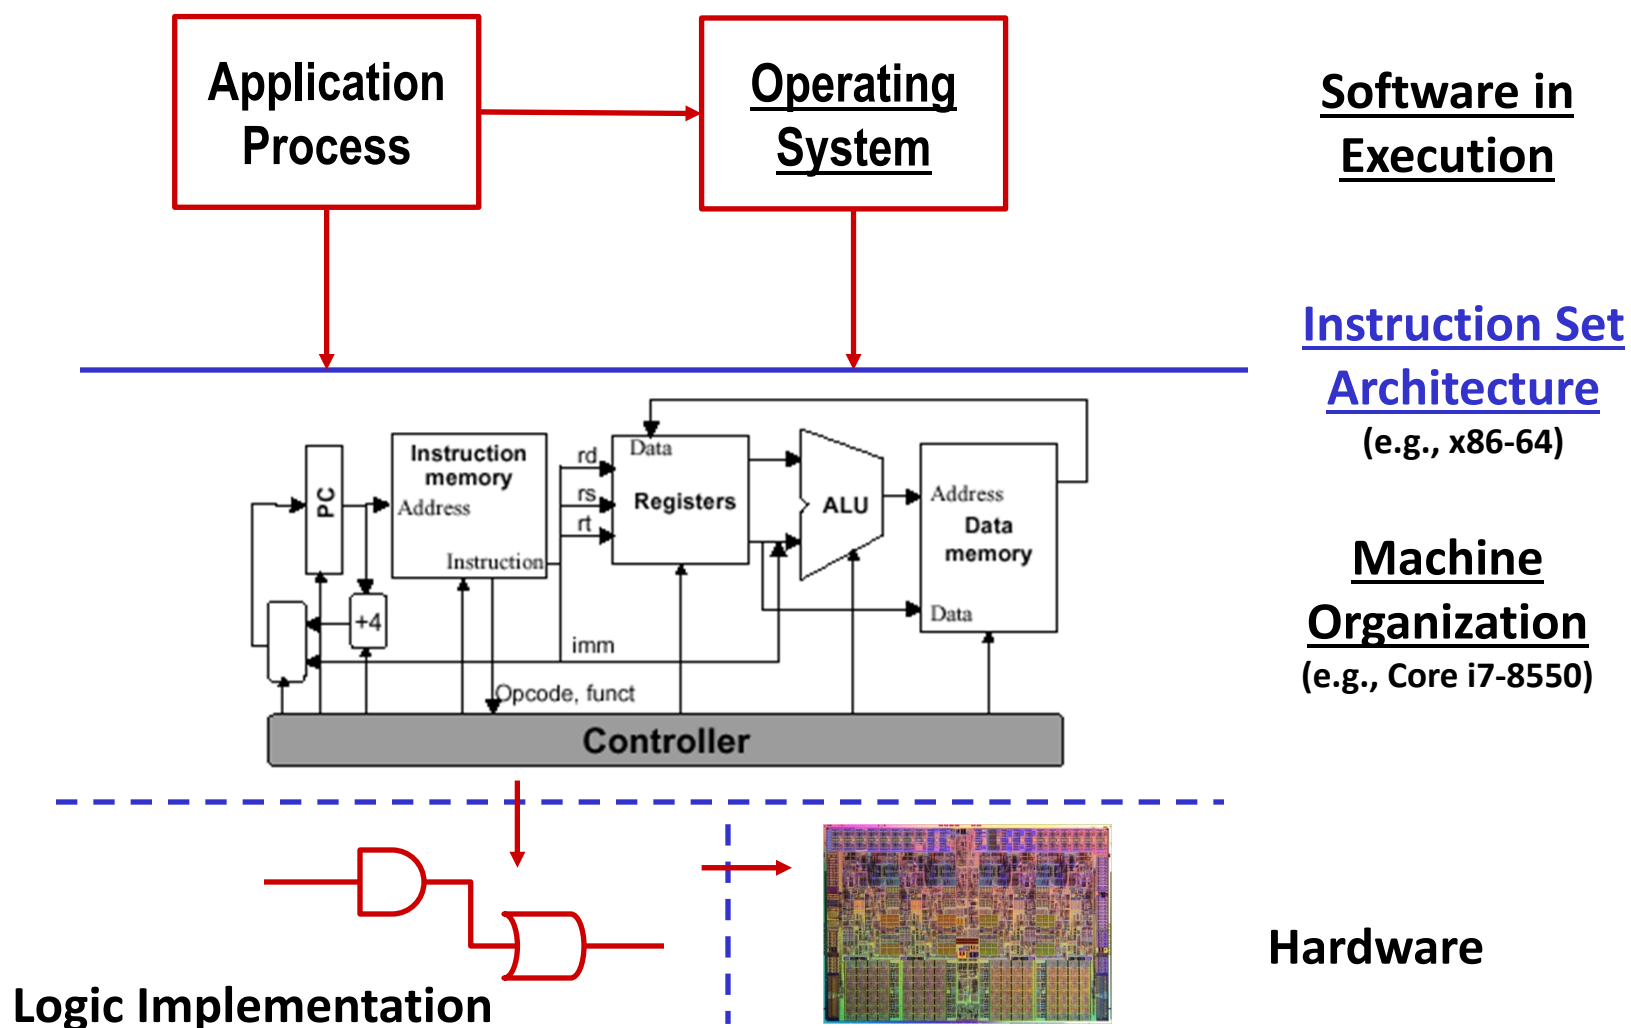 Application
Process
Operating
System
Software in
Execution
Instruction Set
Architecture
(e.g., x86-64)
PC
Instruction
memory
Address
Instruction
rd
rs
rt
Data
Registers
ALU
Address
Data
memory
Data
+4
imm
Opcode, funct
Controller
Machine
Organization
(e.g., Core i7-8550)
Logic Implementation
Hardware